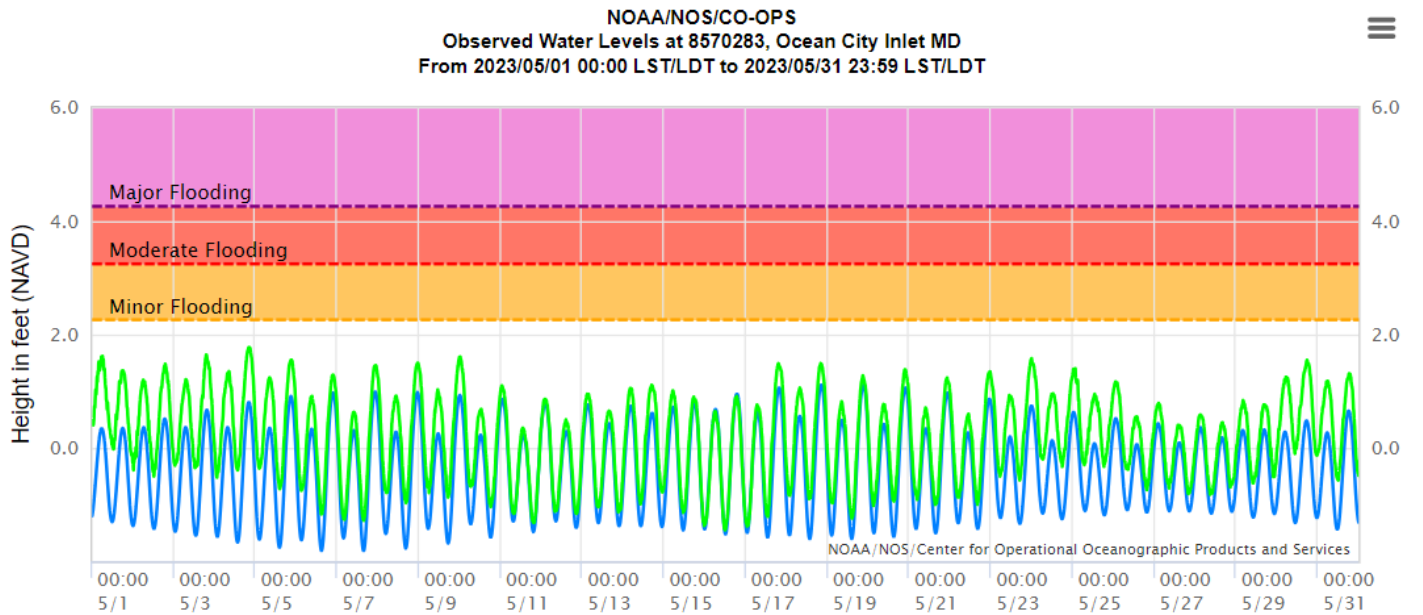 NOAA/NOS/CO-OPS
Observed Water Levels at 8570283, Ocean City Inlet MD
From 2023/05/01 00:00 LST/LDT to 2023/05/31 23:59 LST/LDT
6.0 6.0
Major Flooding
4.0 4.0
Moderate Flooding
Minor Flooding
2.0 2.0
Height in feet (NAVD)
0.0 0.0
NOAA/NOS/Center for Operational Oceanographic Products and Services
00:00 00:00 00:00 00:00 00:00 00:00 00:00 00:00 00:00 00:00 00:00 00:00 00:00 00:00 00:00 00:00
5/1 5/3 5/5 5/7 5/9 5/11 5/13 5/15 5/17 5/19 5/21 5/23 5/25 5/27 5/29 5/31